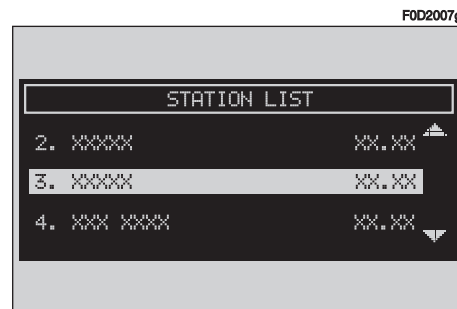 F0D2007g
STATION LIST
2. XXXXX XX.XX
3. XXXXX XX.XX
4. XXX XXXX XX.XX